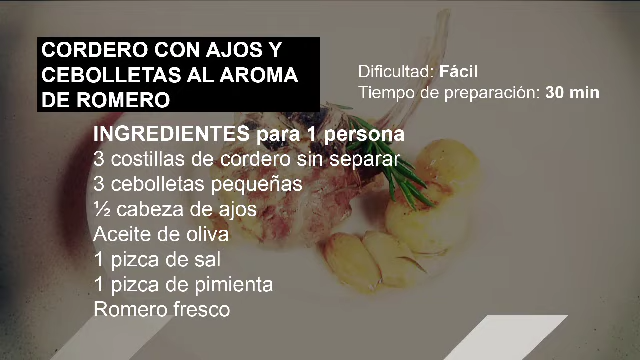 CORDERO CON AJOS Y
CEBOLLETAS AL AROMA
DE ROMERO
Dificultad: Fácil
Tiempo de preparación: 30 min
INGREDIENTES para 1 persona
3 costillas de cordero sin separar
3 cebolletas pequeñas
½ cabeza de ajos
Aceite de oliva
1 pizca de sal
1 pizca de pimienta
Romero fresco